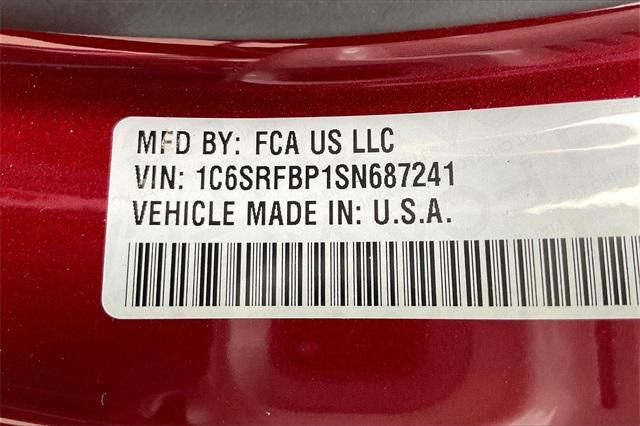 MFD BY: FCA US LLC
VIN: 1C6SRFBP1SN687241
VEHICLE MADE IN: U.S.A.